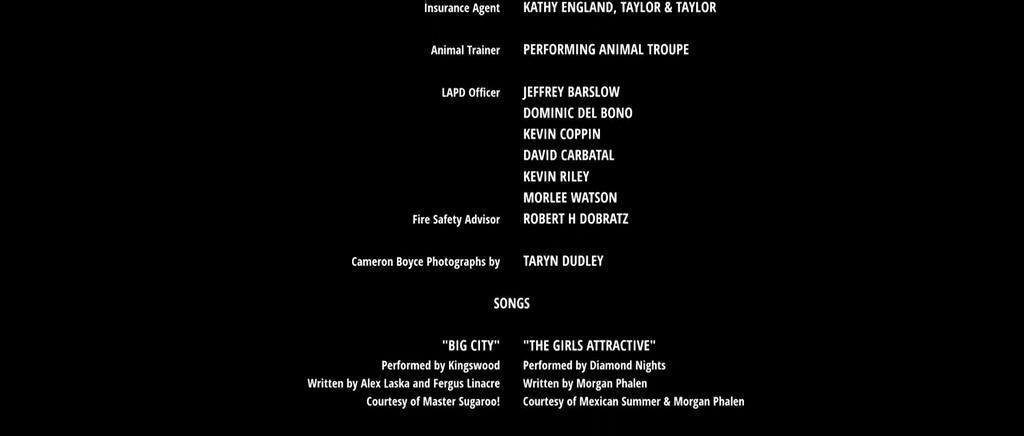 Insurance Agent KATHY ENGLAND, TAYLOR & TAYLOR
Animal Trainer PERFORMING ANIMAL TROUPE
LAPD Officer JEFFREY BARSLOW
DOMINIC DEL BONO
KEVIN COPPIN
DAVID CARBATAL
KEVIN RILEY
MORLEE WATSON
Fire Safety Advisor ROBERT H DOBRATZ
Cameron Boyce Photographs by TARYN DUDLEY
SONGS
"BIG CITY"
Performed by Kingswood
Written by Alex Laska and Fergus Linacre
Courtesy of Master Sugaroo!
"THE GIRLS ATTRACTIVE"
Performed by Diamond Nights
Written by Morgan Phalen
Courtesy of Mexican Summer & Morgan Phalen